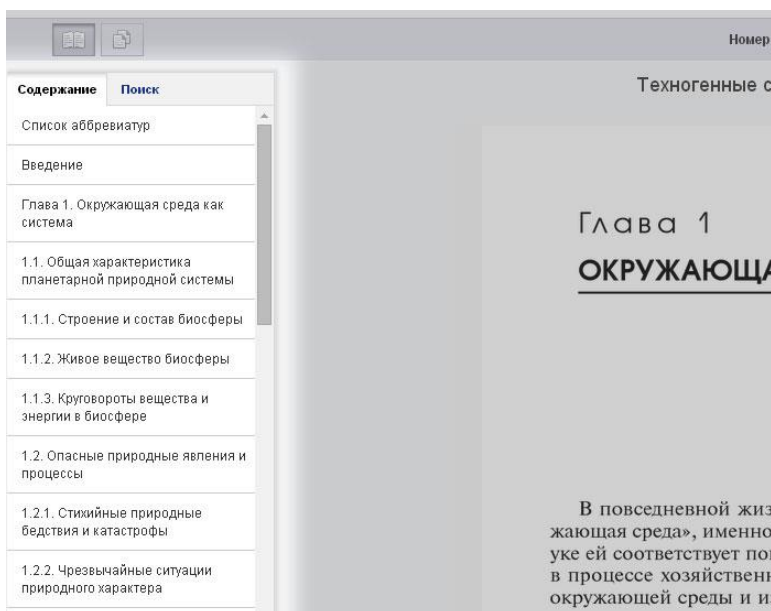 Номер
Содержание Поиск
Техногенные
Список аббревиатур
Введение
Глава 1. Окружающая среда как
система
1.1. Общая характеристика
планетарной природной системы
1.1.1. Строение и состав биосферы
1.1.2. Живое вещество биосферы
1.1.3. Круговороты вещества и
энергии в биосфере
1.2. Опасные природные явления и
процессы
1.2.1. Стихийные природные
бедствия и катастрофы
1.2.2. Чрезвычайные ситуации
природного характера
Глава 1
ОКРУЖАЮЩА
В повседневной жиз
жающая среда», именно
уке ей соответствует
в процессе хозяйствен
окружающей среды и